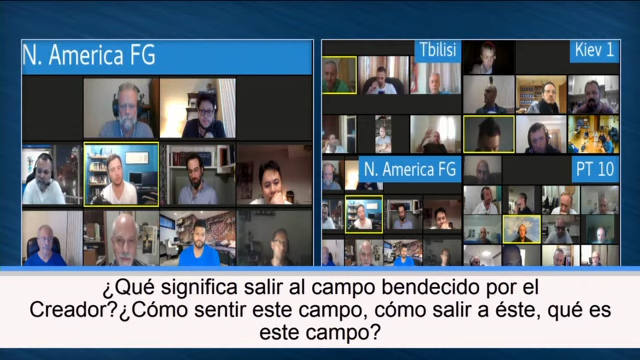 N. America FG
Tbilisi
Kiev 1
N. America FG
PT 10
¿Qué significa salir al campo bendecido por el
Creador?¿Cómo sentir este campo, cómo salir a éste, qué es
este campo?